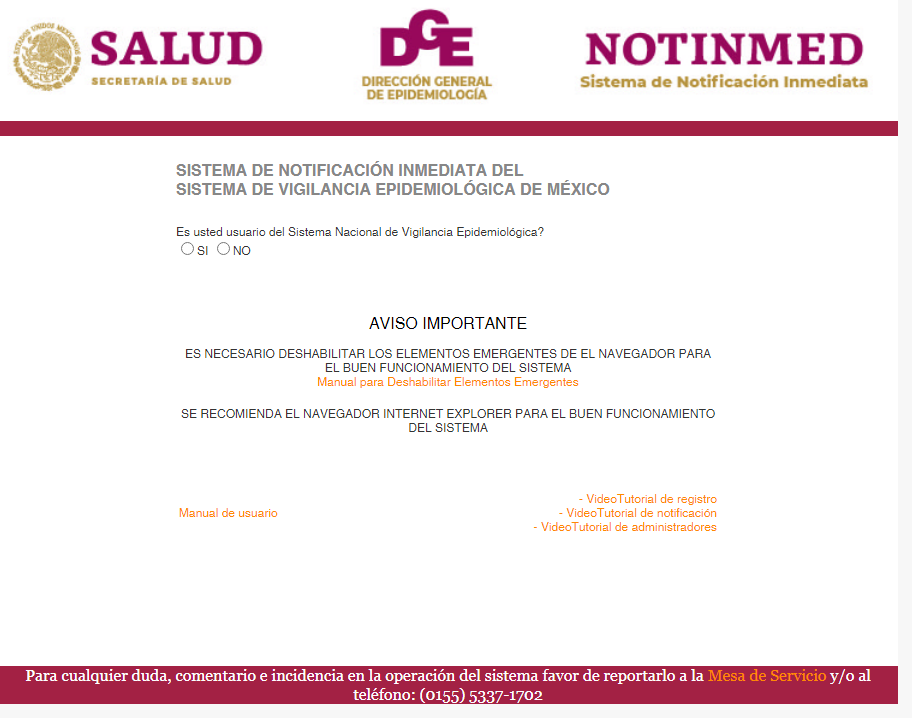 ESTADOS UNIDOS MEXICANOS
SALUD
SECRETARÍA DE SALUD
DGE
DIRECCIÓN GENERAL
DE EPIDEMIOLOGÍA
NOTINMED
Sistema de Notificación Inmediata
SISTEMA DE NOTIFICACIÓN INMEDIATA DEL
SISTEMA DE VIGILANCIA EPIDEMIOLÓGICA DE MÉXICO
Es usted usuario del Sistema Nacional de Vigilancia Epidemiológica?
SI NO
AVISO IMPORTANTE
ES NECESARIO DESHABILITAR LOS ELEMENTOS EMERGENTES DE EL NAVEGADOR PARA
EL BUEN FUNCIONAMIENTO DEL SISTEMA
Manual para Deshabilitar Elementos Emergentes
SE RECOMIENDA EL NAVEGADOR INTERNET EXPLORER PARA EL BUEN FUNCIONAMIENTO
DEL SISTEMA
Manual de usuario
- VideoTutorial de registro
- VideoTutorial de notificación
- VideoTutorial de administradores
Para cualquier duda, comentario e incidencia en la operación del sistema favor de reportarlo a la Mesa de Servicio y/o al
teléfono: (0155) 5337-1702